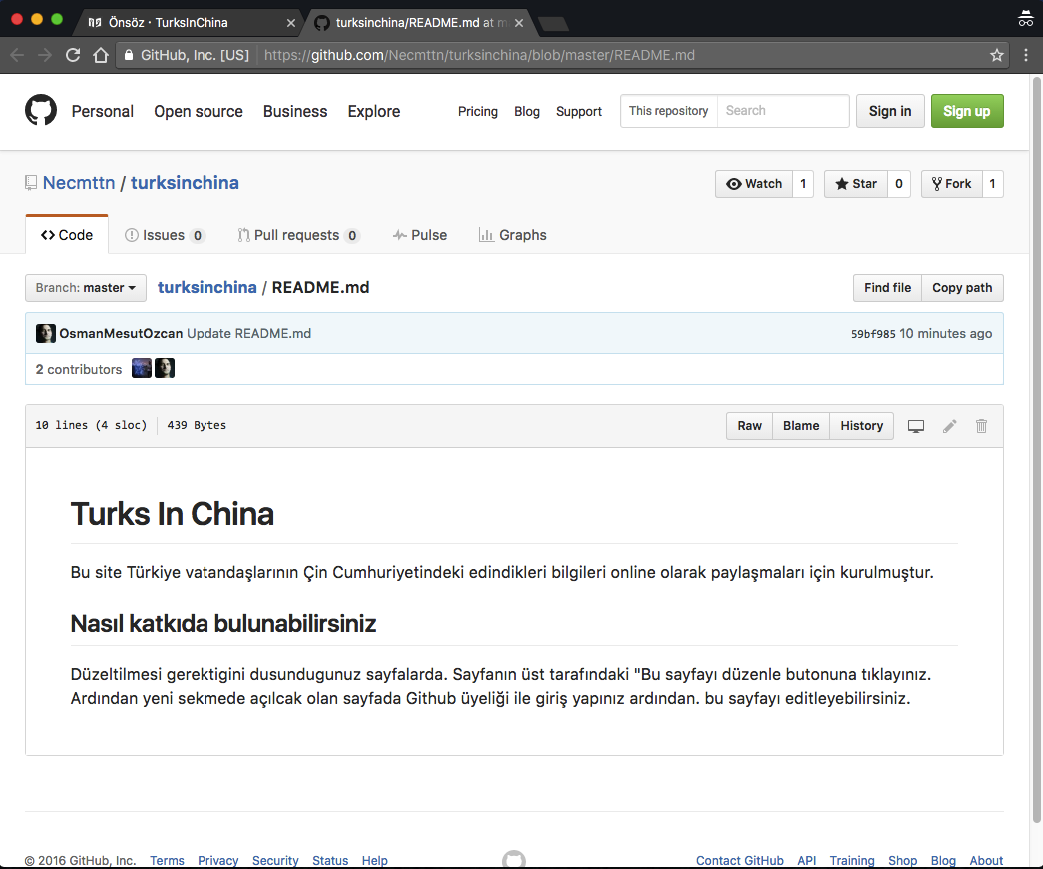 Önsöz · TurksInChina
turksinchina/README.md at m
GitHub, Inc. [US] https://github.com/Necmttn/turksinchina/blob/master/README.md
Personal Open source Business Explore Pricing Blog Support This repository Search Sign in Sign up
Necmttn / turksinchina Watch 1 Star 0 Fork 1
Code Issues 0 Pull requests 0 Pulse Graphs
Branch: master turksinchina / README.md Find file Copy path
OsmanMesutOzcan Update README.md 59bf985 10 minutes ago
2 contributors
10 lines (4 sloc) 439 Bytes Raw Blame History
Turks In China
Bu site Türkiye vatandaşlarının Çin Cumhuriyetindeki edindikleri bilgileri online olarak paylaşmaları için kurulmuştur.
Nasıl katkıda bulunabilirsiniz
Düzeltilmesi gerektigini dusundugunuz sayfalarda. Sayfanın üst tarafındaki "Bu sayfayı düzenle butonuna tıklayınız.
Ardından yeni sekmede açılcak olan sayfada Github üyeliği ile giriş yapınız ardından. bu sayfayı editleyebilirsiniz.
© 2016 GitHub, Inc. Terms Privacy Security Status Help Contact GitHub API Training Shop Blog About